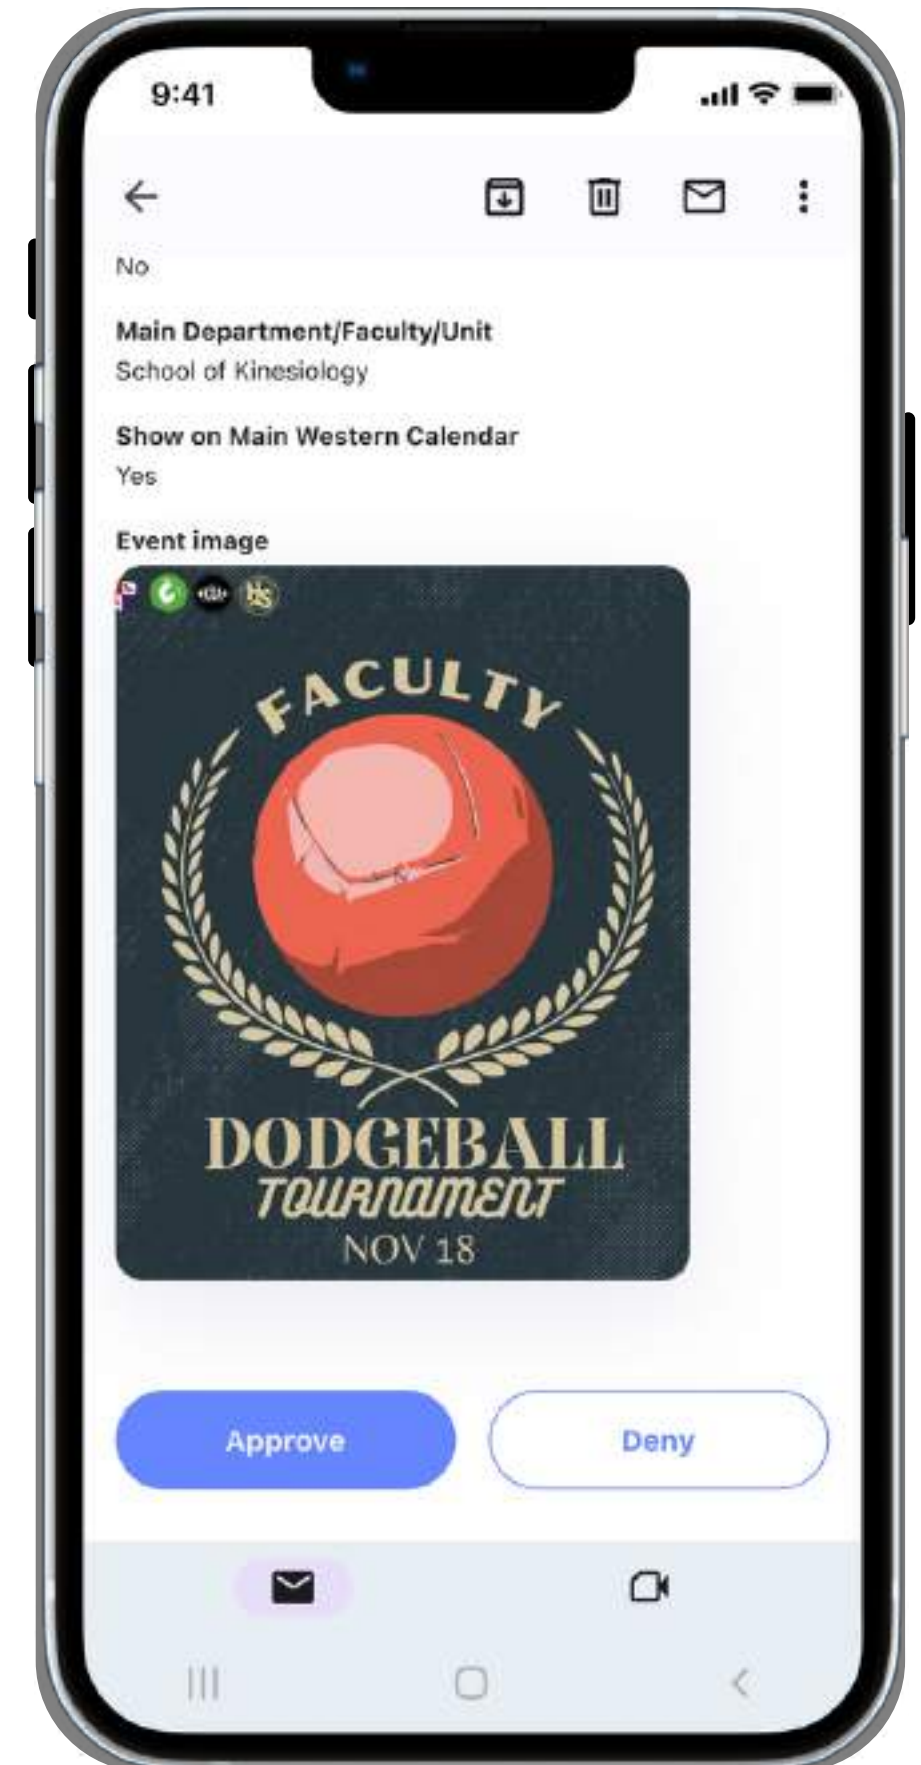 9:41
No
Main Department/Faculty/Unit
School of Kinesiology
Show on Main Western Calendar
Yes
Event image
FACULTY
DODGEBALL
TOURNAMENT
NOV 18
Approve
Deny